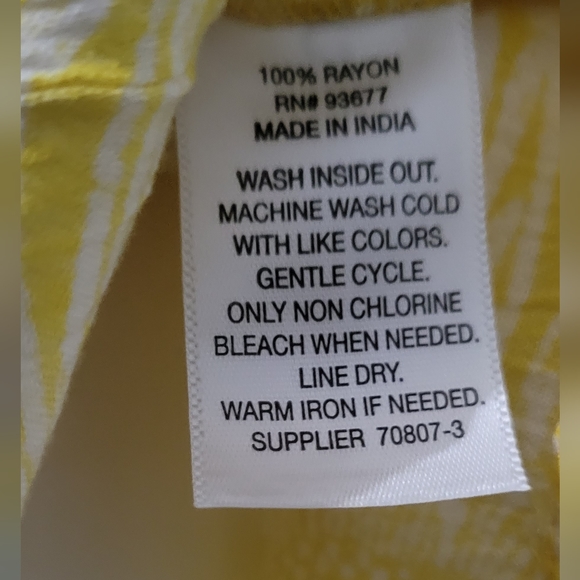 100% RAYON
RN# 93677
MADE IN INDIA
WASH INSIDE OUT.
MACHINE WASH COLD
WITH LIKE COLORS.
GENTLE CYCLE.
ONLY NON CHLORINE
BLEACH WHEN NEEDED.
LINE DRY.
WARM IRON IF NEEDED.
SUPPLIER 70807-3